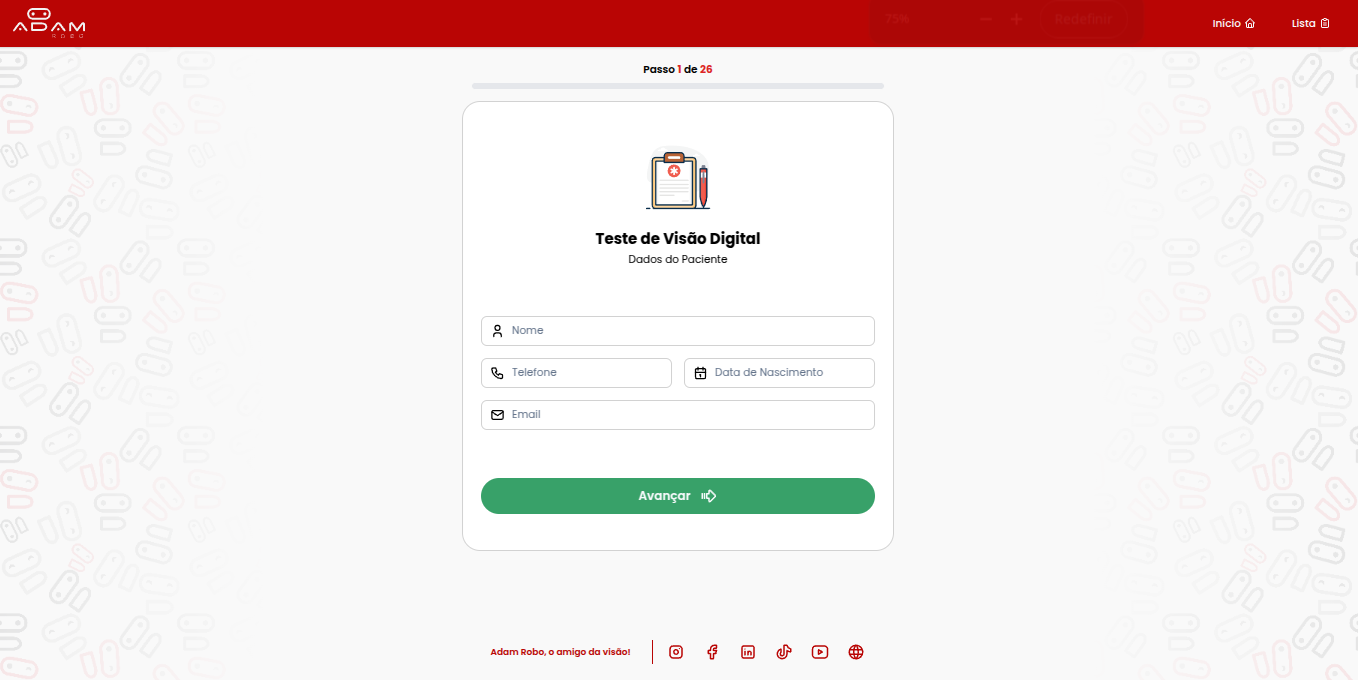 ADAM
ROBO
75%
Redefinir
Início
Lista
Passo 1 de 26
Teste de Visão Digital
Dados do Paciente
Nome
Telefone
Data de Nascimento
Email
Avançar
Adam Robo, o amigo da visão!